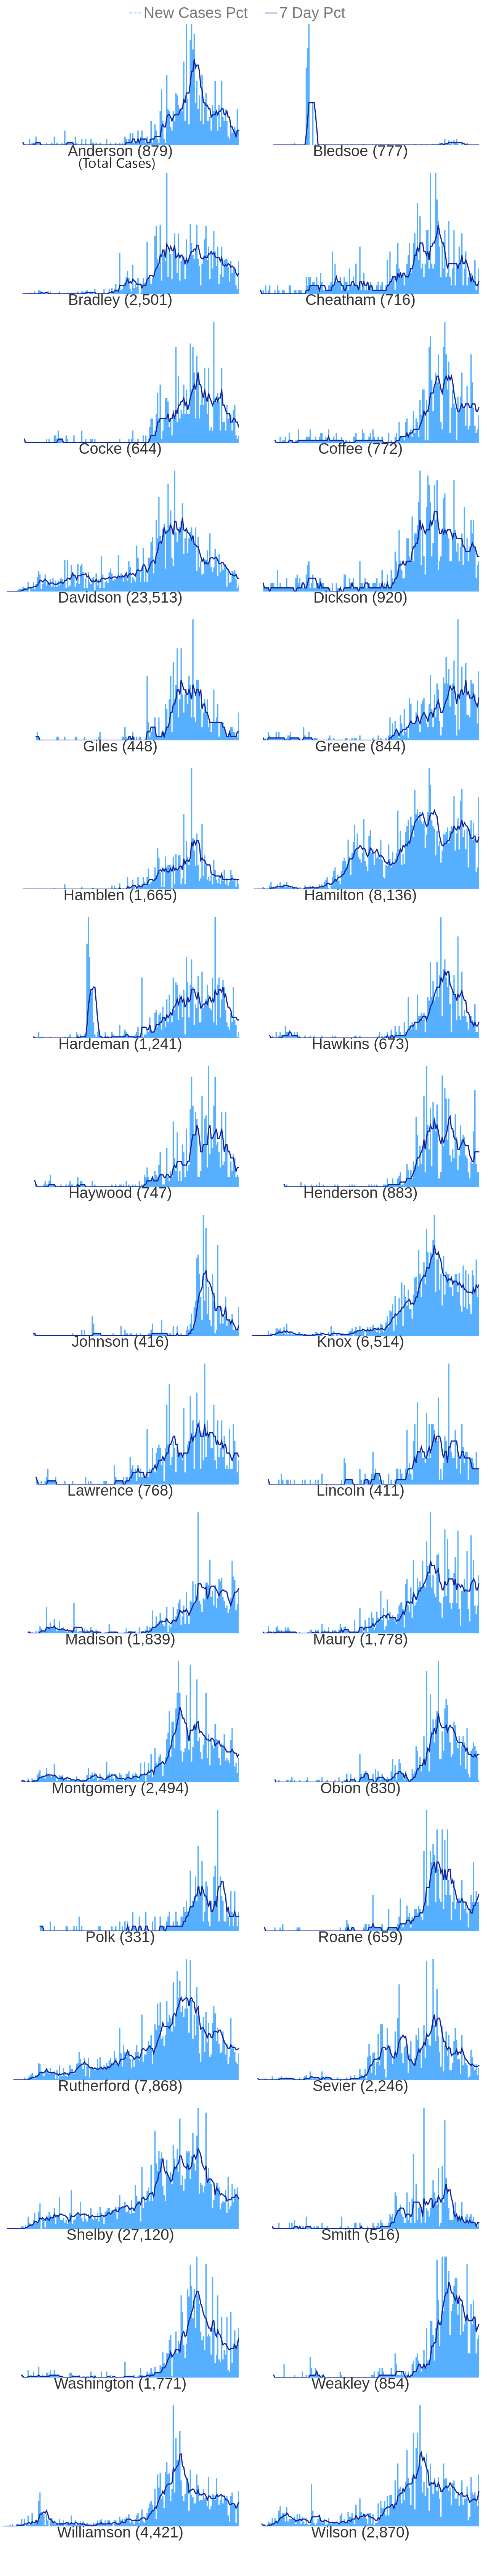 New Cases Pct 7 Day Pct
Anderson (879) Bledsoe (777)
(Total Cases)
Bradley (2,501) Cheatham (716)
Cocke (644) Coffee (772)
Davidson (23,513) Dickson (920)
Giles (448) Greene (844)
Hamblen (1,665) Hamilton (8,136)
Hardeman (1,241) Hawkins (673)
Haywood (747) Henderson (883)
Johnson (416) Knox (6,514)
Lawrence (768) Lincoln (411)
Madison (1,839) Maury (1,778)
Montgomery (2,494) Obion (830)
Polk (331) Roane (659)
Rutherford (7,868) Sevier (2,246)
Shelby (27,120) Smith (516)
Washington (1,771) Weakley (854)
Williamson (4,421) Wilson (2,870)